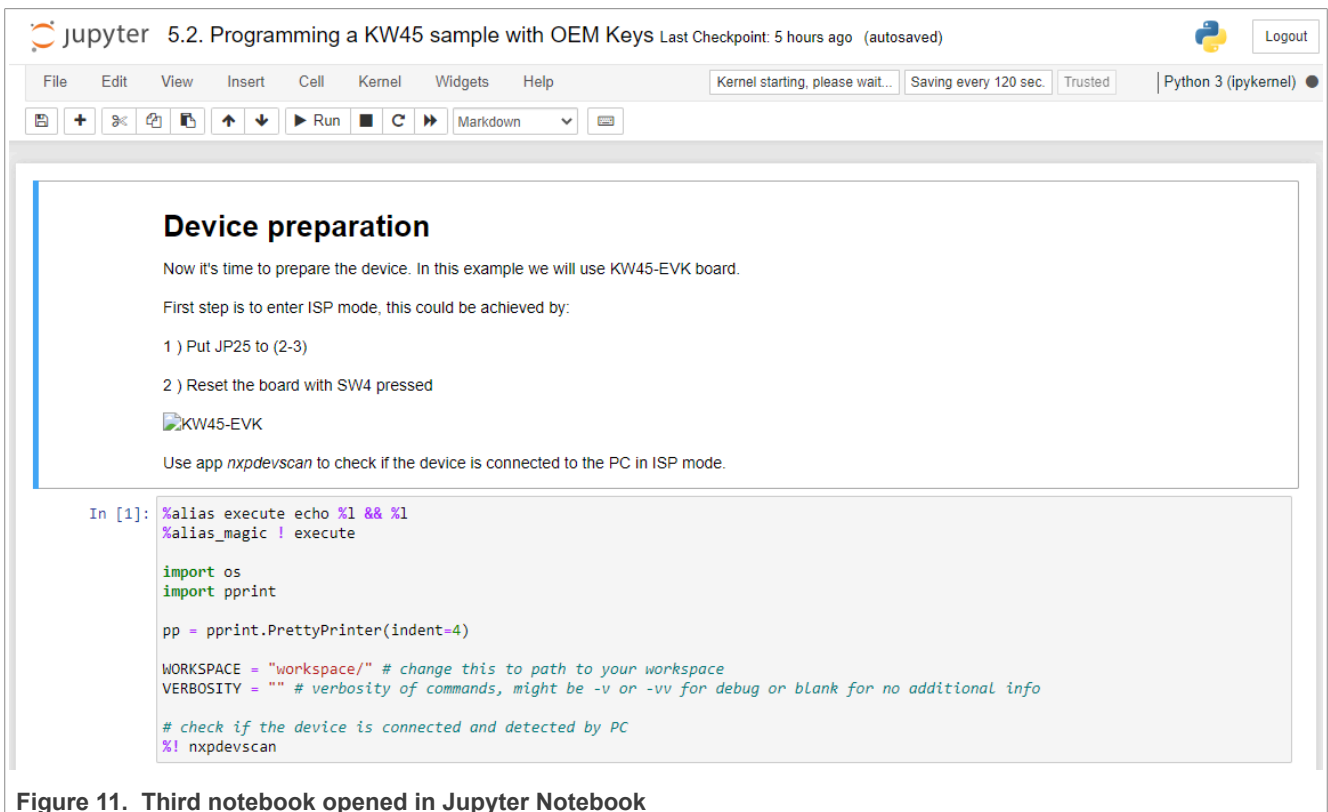 jupyter 5.2. Programming a KW45 sample with OEM Keys Last Checkpoint: 5 hours ago (autosaved) Logout
File Edit View Insert Cell Kernel Widgets Help Kernel starting, please wait... Saving every 120 sec. Trusted Python 3 (ipykernel)
Run Markdown
Device preparation
Now it's time to prepare the device. In this example we will use KW45-EVK board.
First step is to enter ISP mode, this could be achieved by:
1 ) Put JP25 to (2-3)
2 ) Reset the board with SW4 pressed
KW45-EVK
Use app nxpdevscan to check if the device is connected to the PC in ISP mode.
In [1]: %alias execute echo %l && %l
%alias_magic ! execute
import os
import pprint
pp = pprint.PrettyPrinter(indent=4)
WORKSPACE = "workspace/" # change this to path to your workspace
VERBOSITY = "" # verbosity of commands, might be -v or -vv for debug or blank for no additional info
# check if the device is connected and detected by PC
%! nxpdevscan
Figure 11. Third notebook opened in Jupyter Notebook